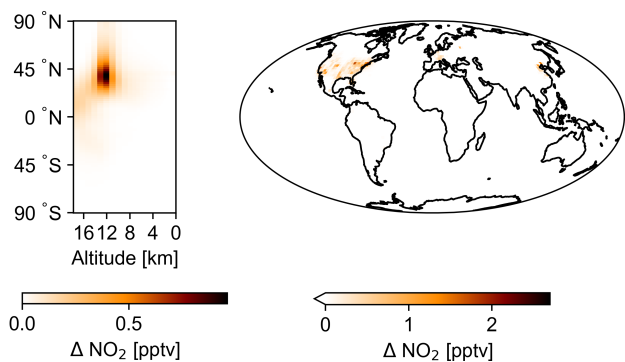 90 °N
45 °N
0 °N
45 °S
90 °S
16 12 8 4 0
Altitude [km]
0.0 0.5
Δ NO₂ [pptv]
0 1 2
Δ NO₂ [pptv]